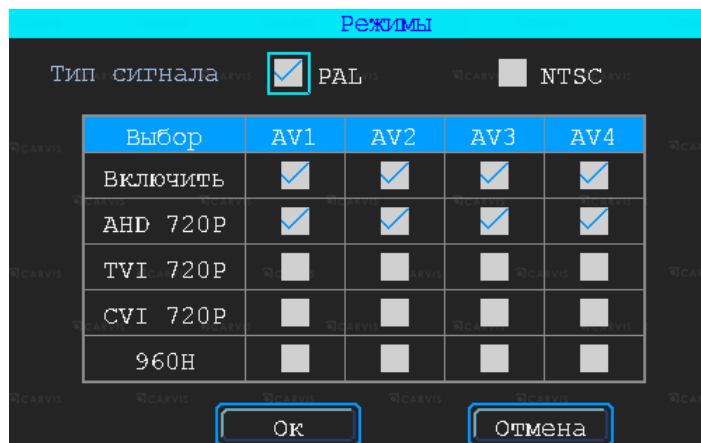 Режимы
Тип сигнала PAL NTSC
Выбор AV1 AV2 AV3 AV4
Включить
AHD 720P
TVI 720P
CVI 720P
960H
Ок Отмена
CARVIS